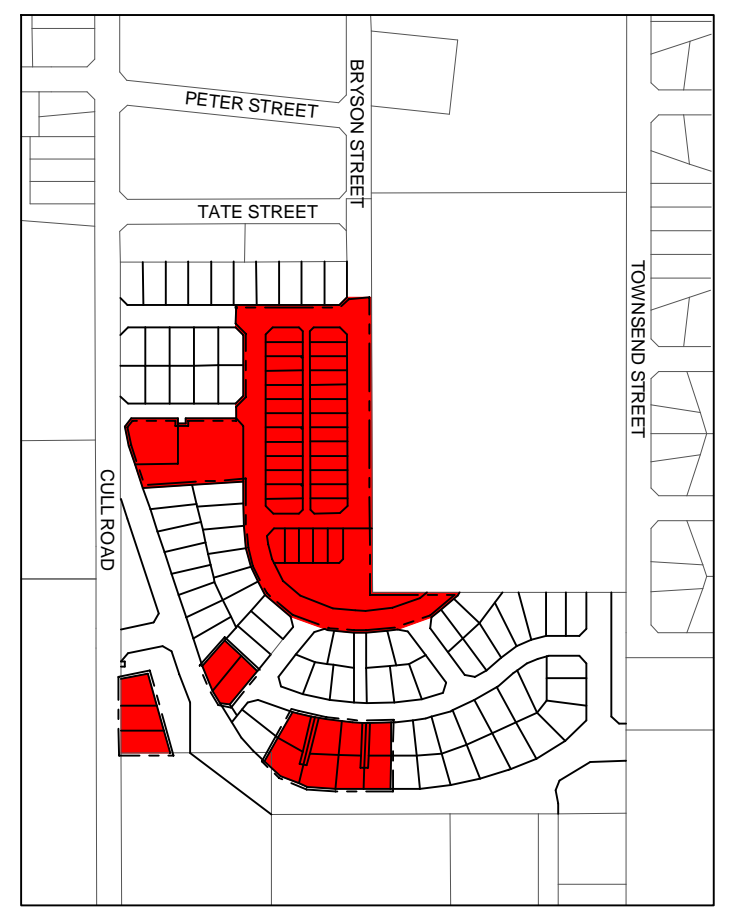 PETER STREET
BRYSON STREET
TATE STREET
TOWNSEND STREET
CULL ROAD